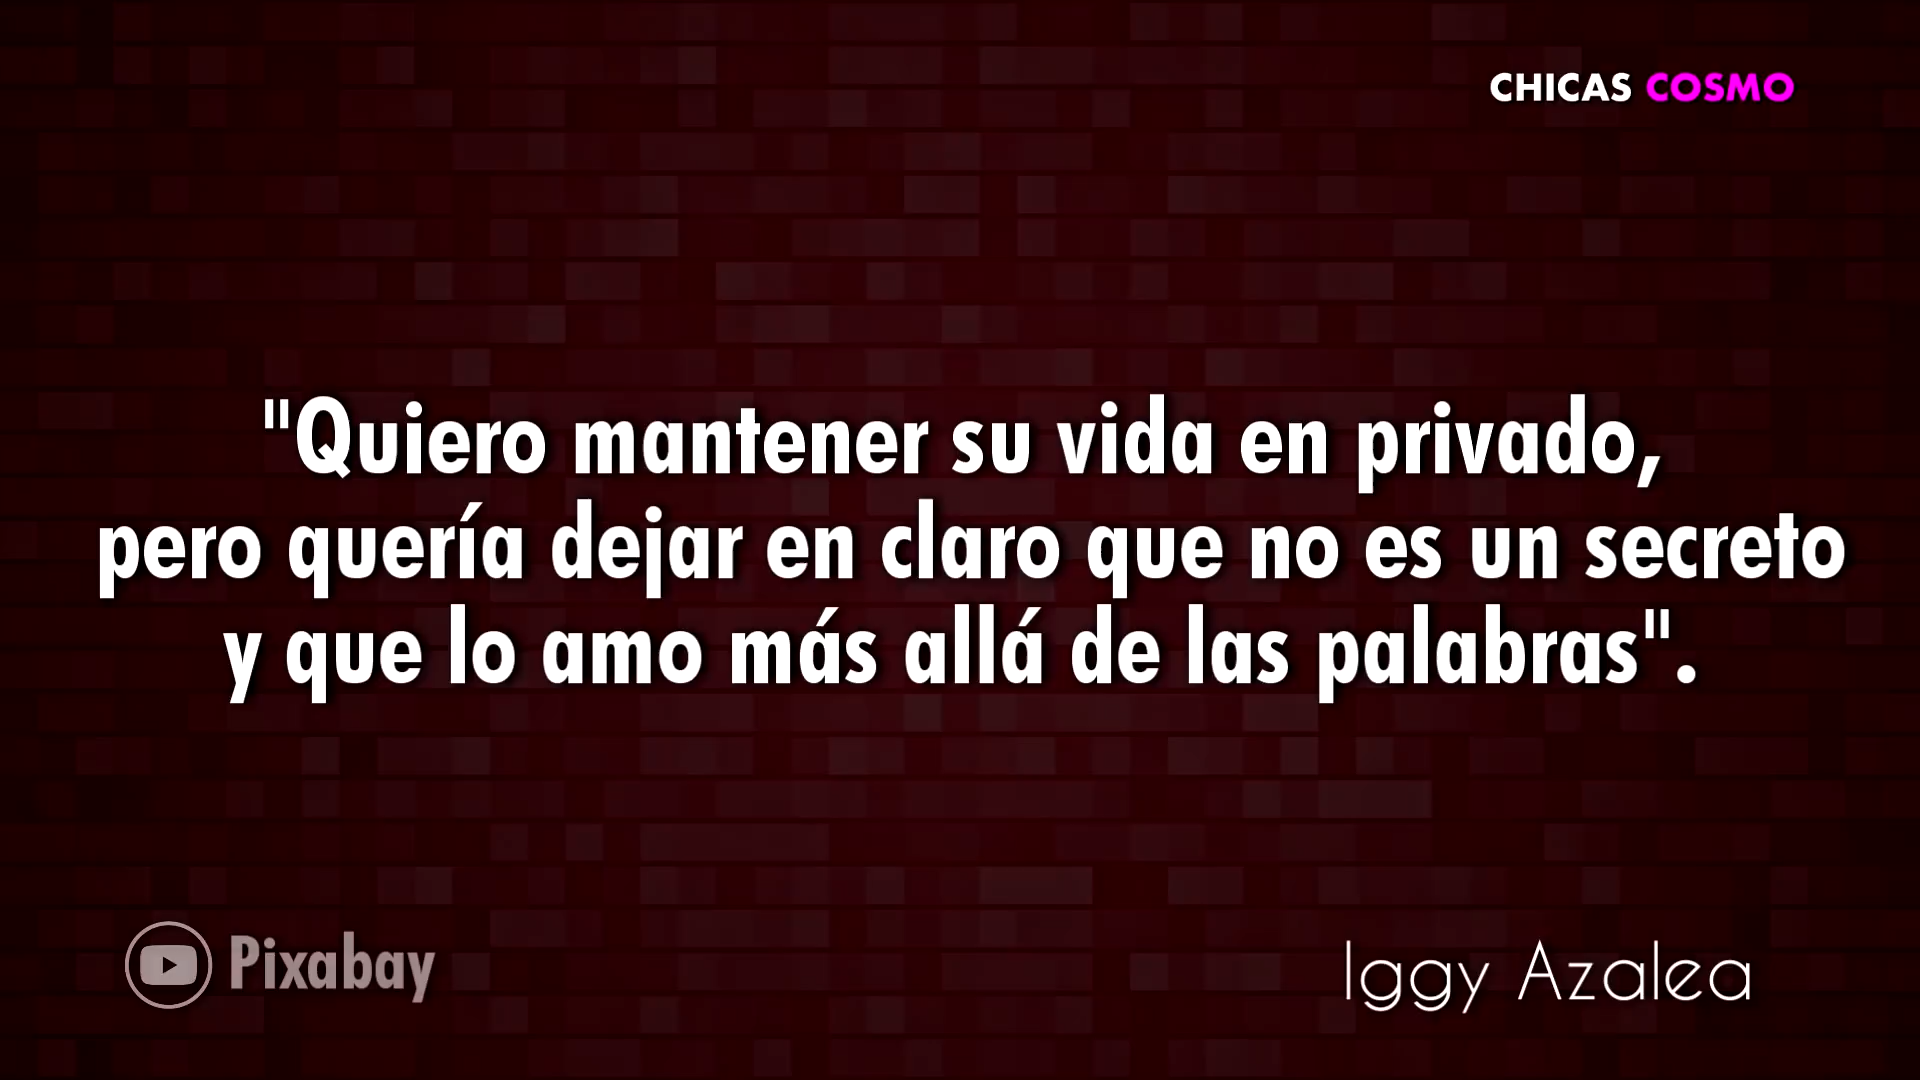 CHICAS COSMO
"Quiero mantener su vida en privado,
pero quería dejar en claro que no es un secreto
y que lo amo más allá de las palabras".
Pixabay
Iggy Azalea